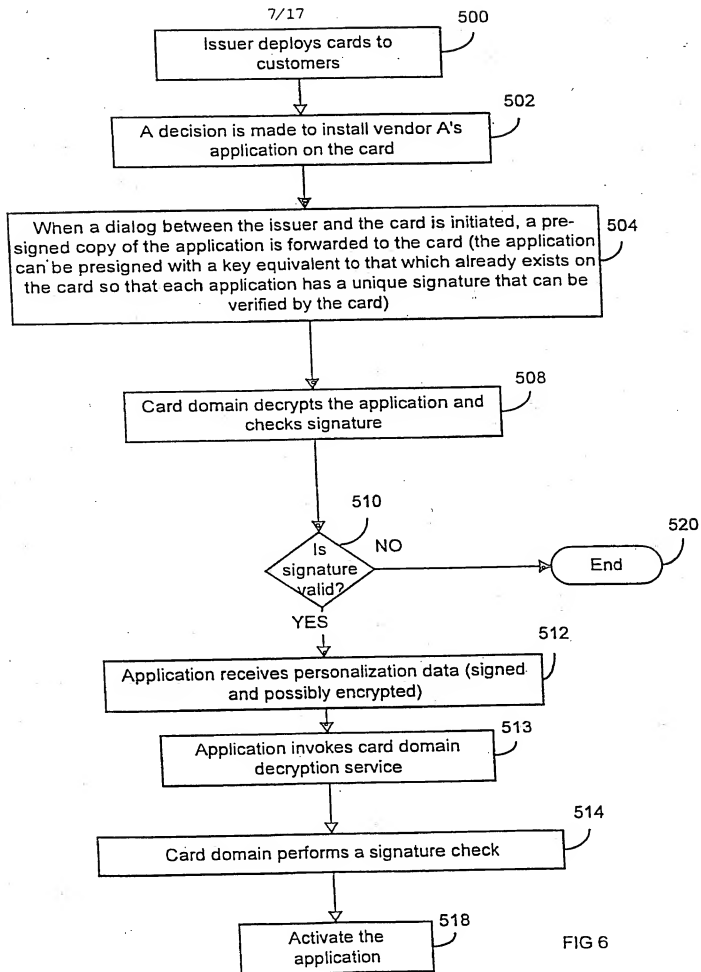 7/17
Issuer deploys cards to
customers
500
A decision is made to install vendor A's
application on the card
502
When a dialog between the issuer and the card is initiated, a pre-
signed copy of the application is forwarded to the card (the application
can be presigned with a key equivalent to that which already exists on
the card so that each application has a unique signature that can be
verified by the card)
504
Card domain decrypts the application and
checks signature
508
510
Is
signature
valid?
NO
End
520
YES
Application receives personalization data (signed
and possibly encrypted)
512
Application invokes card domain
decryption service
513
Card domain performs a signature check
514
Activate the
application
518
FIG 6